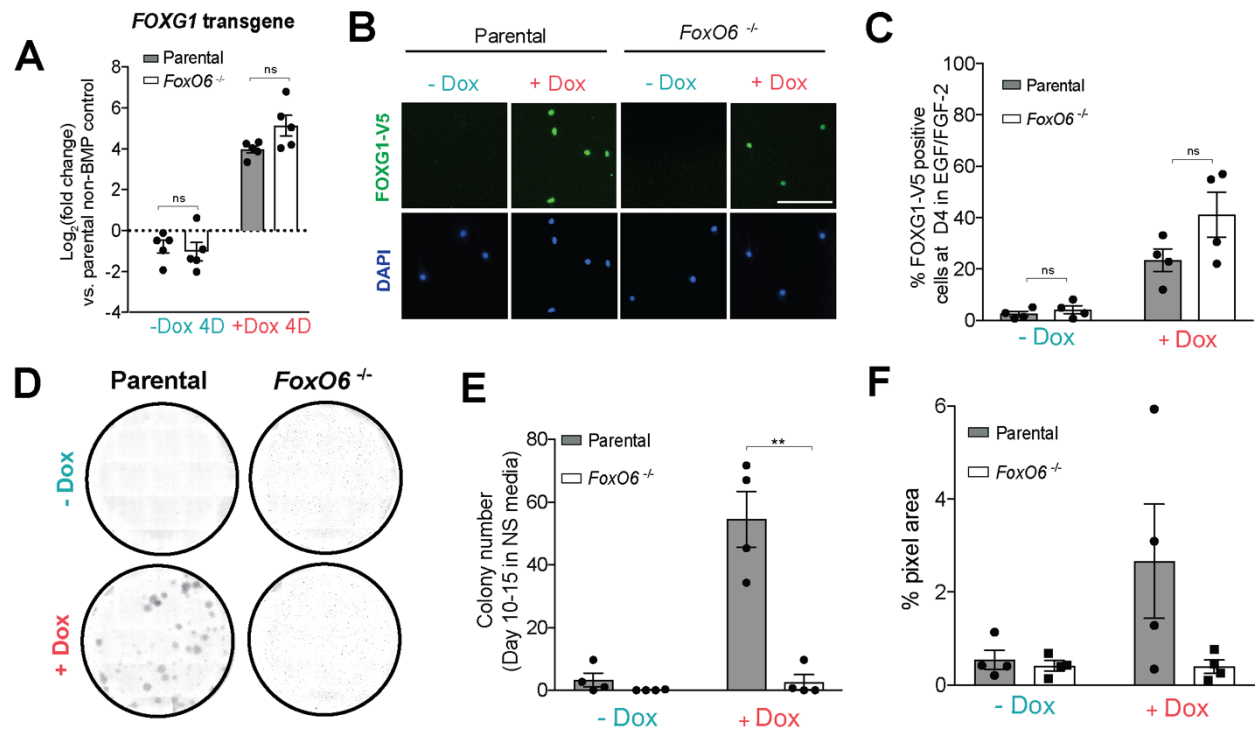 A
FOXG1 transgene
Parental
FoxO6 -/-
ns
ns
Log2(fold change)
vs. parental non-BMP control
8
6
4
2
0
-2
-4
-Dox 4D
+Dox 4D
B
Parental
FoxO6 -/-
- Dox
+ Dox
- Dox
+ Dox
FOXG1-V5
DAPI
C
Parental
FoxO6 -/-
ns
ns
% FOXG1-V5 positive
cells at D4 in EGF/FGF-2
100
80
60
40
20
0
- Dox
+ Dox
D
Parental
FoxO6 -/-
- Dox
+ Dox
E
Parental
FoxO6 -/-
**
Colony number
(Day 10-15 in NS media)
80
60
40
20
0
- Dox
+ Dox
F
Parental
FoxO6 -/-
% pixel area
6
4
2
0
- Dox
+ Dox